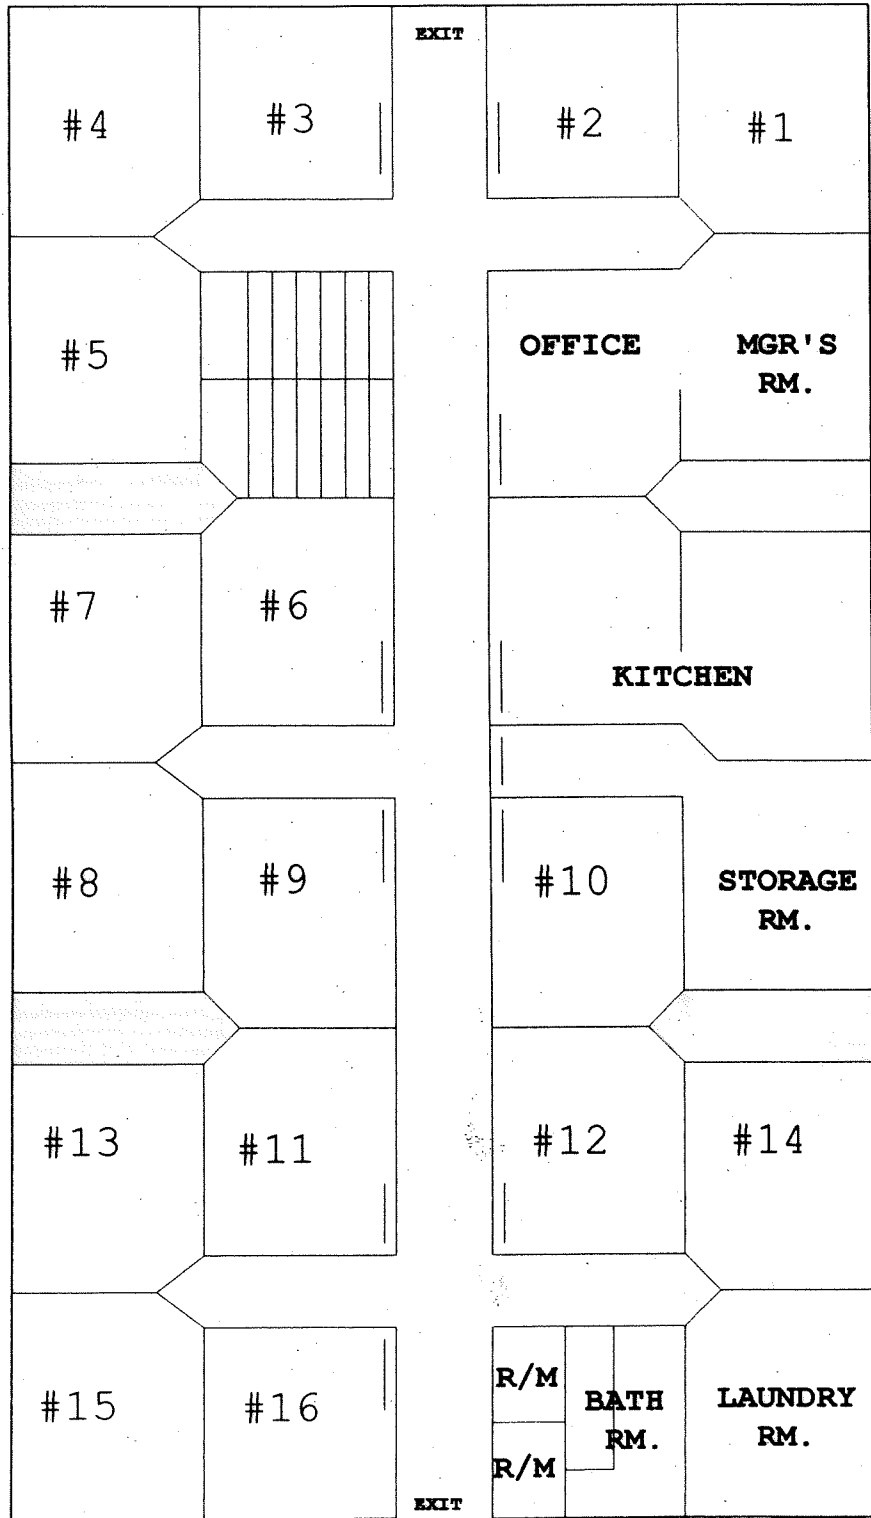 EXIT
#4
#3
#2
#1
#5
OFFICE
MGR'S
RM.
#7
#6
KITCHEN
#8
#9
#10
STORAGE
RM.
#13
#11
#12
#14
R/M
BATH
RM.
LAUNDRY
RM.
#15
#16
R/M
EXIT